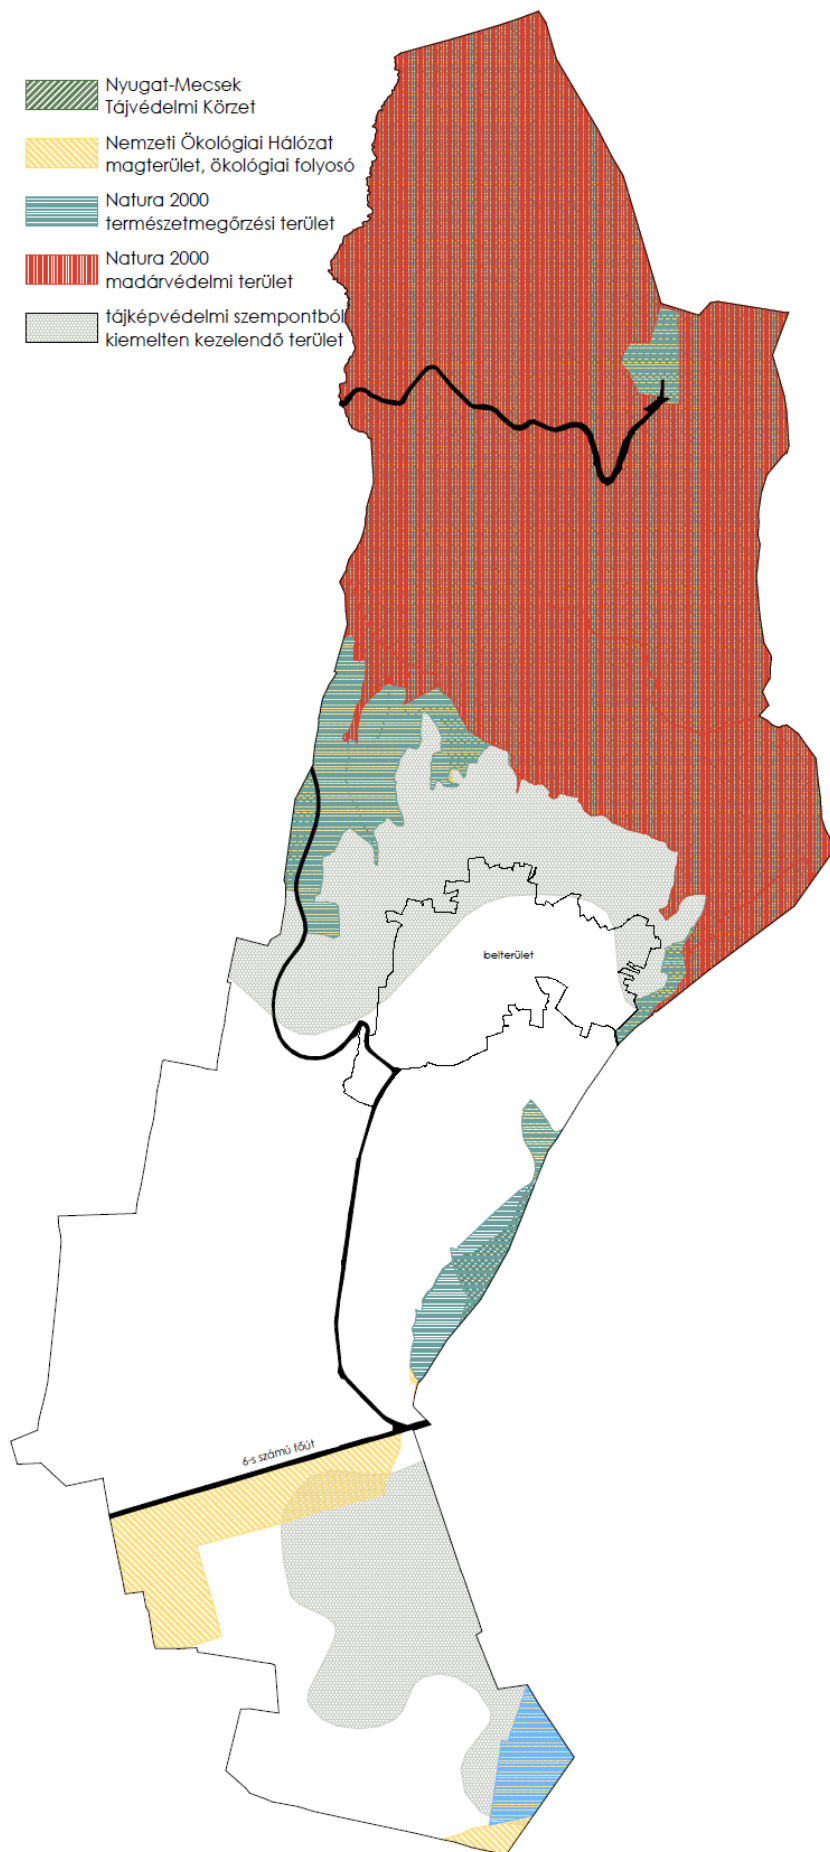 Nyugat-Mecsek
Tájvédelmi Körzet
Nemzeti Ökológiai Hálózat
magterület, ökológiai folyosó
Natura 2000
természetmegőrzési terület
Natura 2000
madárvédelmi terület
tájképvédelmi szempontból
kiemelten kezelendő terület
belterület
6-s számú főút